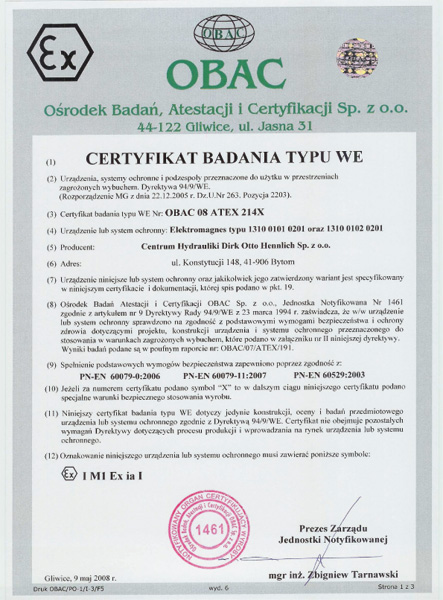 Ex
OBAC
OBAC
Ośrodek Badań, Atestacji i Certyfikacji Sp. z o.o.
44-122 Gliwice, ul. Jasna 31
(1) CERTYFIKAT BADANIA TYPU WE
(2) Urządzenia, systemy ochronne i podzespoły przeznaczone do użytku w przestrzeniach
zagrożonych wybuchem. Dyrektywa 94/9/WE.
(Rozporządzenie MG z dnia 22.12.2005 r. Dz.U.Nr 263. Pozycja 2203).
(3) Certyfikat badania typu WE Nr: OBAC 08 ATEX 214X
(4) Urządzenie lub system ochronny: Elektromagnes typu 1310 0101 0201 oraz 1310 0102 0201
(5) Producent: Centrum Hydrauliki Dirk Otto Hennlich Sp. z o.o.
(6) Adres: ul. Konstytucji 148, 41-906 Bytom
(7) Urządzenie niniejsze lub system ochronny oraz jakikolwiek jego zatwierdzony wariant jest specyfikowany
w niniejszym certyfikacie i dokumentacji, której spis podano w pkt. 19.
(8) Ośrodek Badań Atestacji i Certyfikacji OBAC Sp. z o.o., Jednostka Notyfikowana Nr 1461
zgodnie z artykułem 9 Dyrektywy Rady 94/9/WE z 23 marca 1994 r. zaświadcza, że w/w urządzenie
lub system ochronny sprawdzono na zgodność z podstawowymi wymogami bezpieczeństwa i ochrony
zdrowia dotyczącymi projektu, konstrukcji urządzenia i systemu ochronnego przeznaczonego do
stosowania w warunkach zagrożonych wybuchem, które podano w załączniku nr II niniejszej dyrektywy.
Wyniki badań podane są w poufnym raporcie nr: OBAC/07/ATEX/191.
(9) Spełnienie podstawowych wymogów bezpieczeństwa zapewniono poprzez zgodność z:
PN-EN 60079-0:2006 PN-EN 60079-11:2007 PN-EN 60529:2003
(10) Jeżeli za numerem certyfikatu podano symbol "X" to w dalszym ciągu niniejszego certyfikatu podano
specjalne warunki bezpiecznego stosowania wyrobu.
(11) Niniejszy certyfikat badania typu WE dotyczy jedynie konstrukcji, oceny i badań przedmiotowego
urządzenia lub systemu ochronnego zgodnie z Dyrektywą 94/9/WE. Certyfikat nie obejmuje pozostałych
wymagań Dyrektywy dotyczących procesu produkcji i wprowadzania na rynek urządzenia lub systemu
ochronnego.
(12) Oznakowanie niniejszego urządzenia lub systemu ochronnego musi zawierać poniższe symbole:
Ex I M1 Ex ia I
1461
Prezes Zarządu
Jednostki Notyfikowanej
mgr inż. Zbigniew Tarnawski
Gliwice, 9 maj 2008 r.
Druk OBAC/PO-1/I-3/F5 wyd. 6 Strona 1 z 3